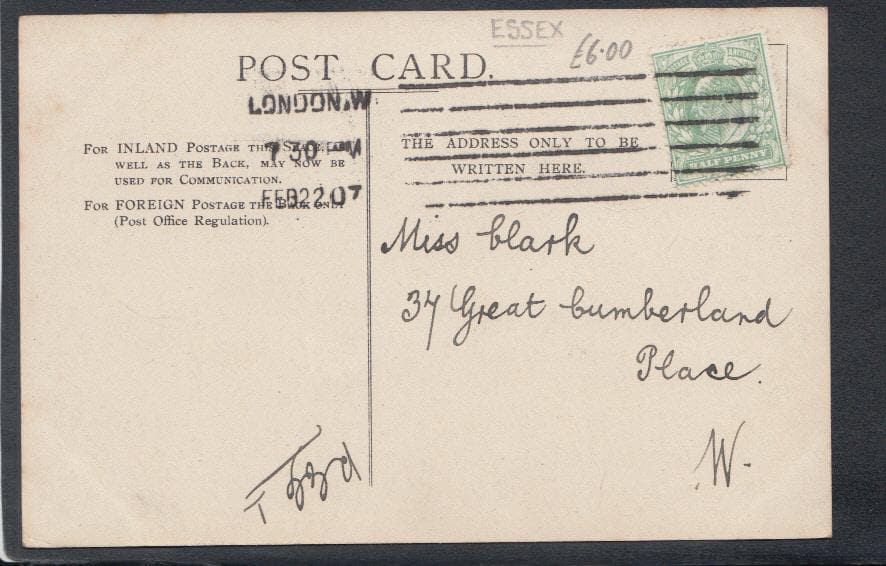 ESSEX
£6.00
POST CARD.
LONDON.W
7 30 PM
FEB 22 07
FOR INLAND POSTAGE THIS SPACE, AS WELL AS THE BACK, MAY NOW BE
USED FOR COMMUNICATION.
FOR FOREIGN POSTAGE THE BACK ONLY
(Post Office Regulation).
THE ADDRESS ONLY TO BE
WRITTEN HERE.
HALF PENNY
Miss Clark
37 Great Cumberland
Place.
W.